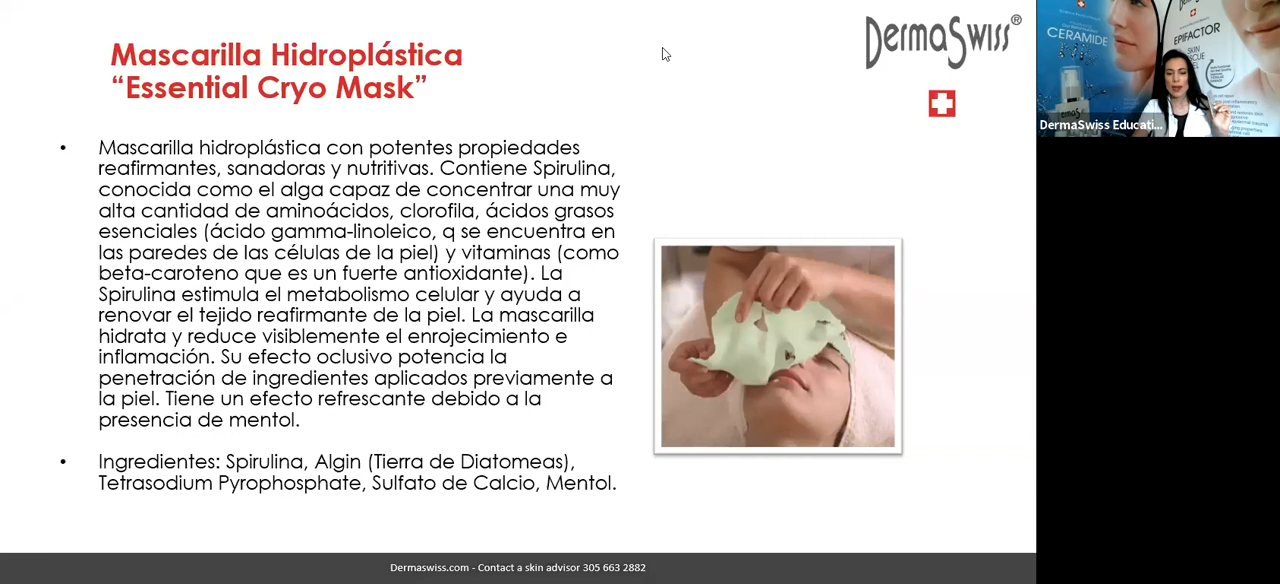 Mascarilla Hidroplástica
“Essential Cryo Mask”
DermaSwiss®
• Mascarilla hidroplástica con potentes propiedades
reafirmantes, sanadoras y nutritivas. Contiene Spirulina,
conocida como el alga capaz de concentrar una muy
alta cantidad de aminoácidos, clorofila, ácidos grasos
esenciales (ácido gamma-linoleico, q se encuentra en
las paredes de las células de la piel) y vitaminas (como
beta-caroteno que es un fuerte antioxidante). La
Spirulina estimula el metabolismo celular y ayuda a
renovar el tejido reafirmante de la piel. La mascarilla
hidrata y reduce visiblemente el enrojecimiento e
inflamación. Su efecto oclusivo potencia la
penetración de ingredientes aplicados previamente a
la piel. Tiene un efecto refrescante debido a la
presencia de mentol.
• Ingredientes: Spirulina, Algin (Tierra de Diatomeas),
Tetrasodium Pyrophosphate, Sulfato de Calcio, Mentol.
Dermaswiss.com - Contact a skin advisor 305 663 2882
CERAMIDE
EPIFACTOR
SKIN
DermaSwiss Educati...